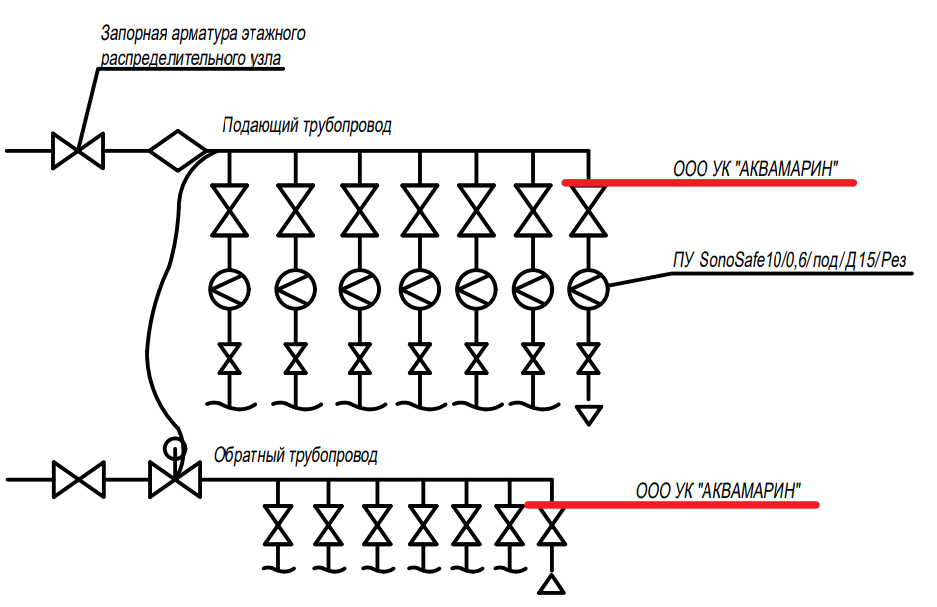 Запорная арматура этажного
распределительного узла
Подающий трубопровод
ООО УК "АКВАМАРИН"
ПУ SonoSafe10/0,6/под/Д15/Рез
Обратный трубопровод
ООО УК "АКВАМАРИН"